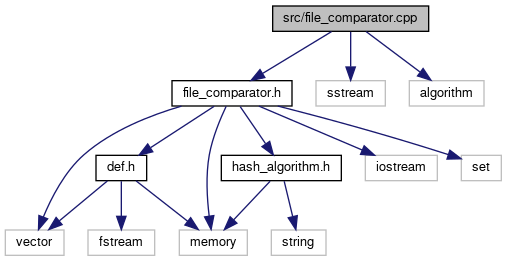 src/file_comparator.cpp
file_comparator.h
sstream
algorithm
def.h
hash_algorithm.h
iostream
set
vector
fstream
memory
string